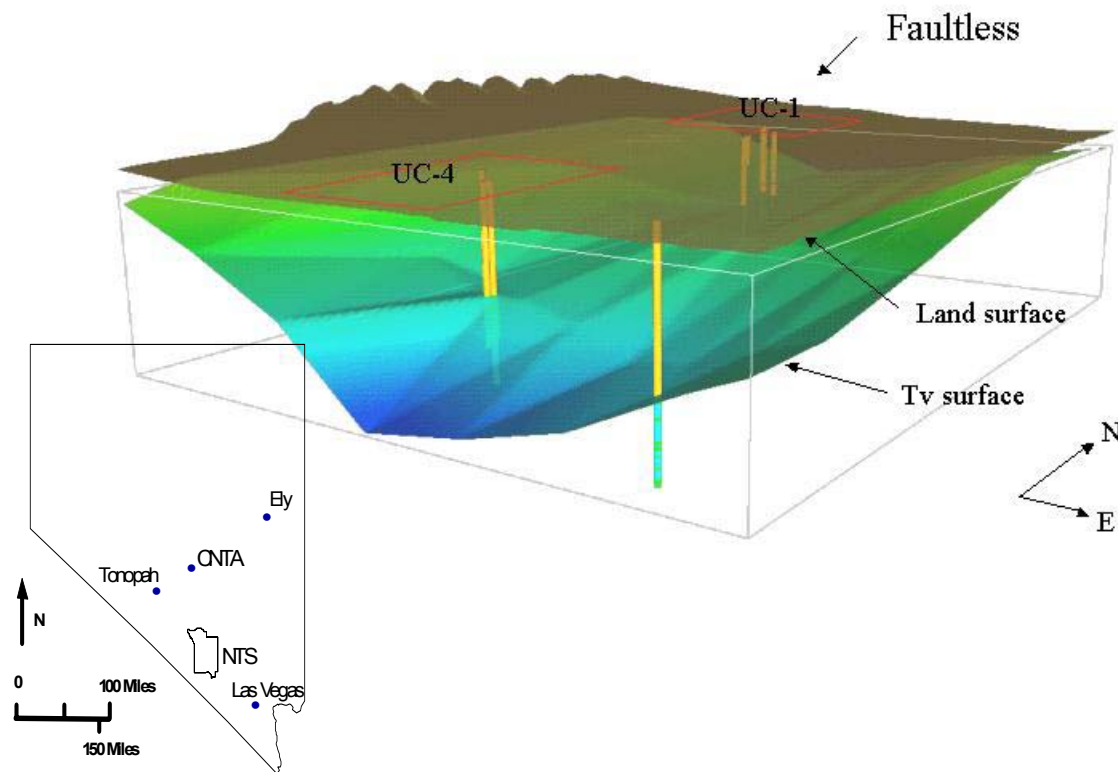 Faultless
UC-1
UC-4
Land surface
Tv surface
N
E
Ely
CNTA
Tonopah
N
NTS
0
100 Miles
Las Vegas
150 Miles